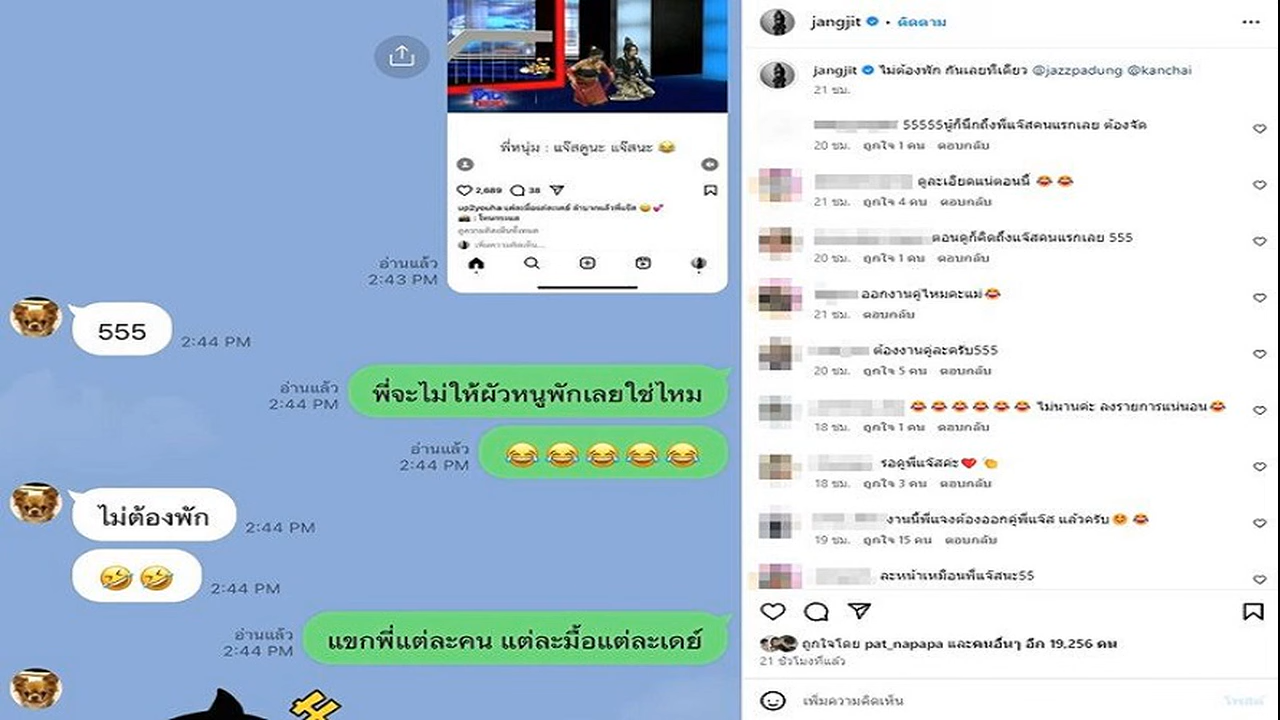 พี่หนุ่ม : แจ๊สดูนะ แจ๊สนะ 😂
2,689 38
อ่านแล้ว
2:43 PM
555
2:44 PM
อ่านแล้ว
2:44 PM
พี่จะไม่ให้ผัวหนูพักเลยใช่ไหม
อ่านแล้ว
2:44 PM
😂😂😂😂😂
ไม่ต้องพัก
2:44 PM
🤣🤣
2:44 PM
อ่านแล้ว
2:44 PM
แขกพี่แต่ละคน แต่ละมื้อแต่ละเดย์
jangjit • ติดตาม
jangjit ไม่ต้องพัก กันเลยทีเดียว @jazzpadung @kanchai
21 ชม.
55555นู๋ก็นึกถึงพี่แจ๊สคนแรกเลย ต้องจัด
20 ชม. ถูกใจ 1 คน ตอบกลับ
ดูละเอียดแน่ตอนนี้ 😂 😂
21 ชม. ถูกใจ 4 คน ตอบกลับ
ตอนดูก็คิดถึงแจ๊สคนแรกเลย 555
20 ชม. ถูกใจ 1 คน ตอบกลับ
ออกงานคู่ไหมคะแม่😂
21 ชม. ตอบกลับ
ต้องงานคู่ละครับ555
20 ชม. ถูกใจ 5 คน ตอบกลับ
😂😂😂😂😂😂 ไม่นานค่ะ ลงรายการแน่นอน😂
18 ชม. ถูกใจ 1 คน ตอบกลับ
รอดูพี่แจ๊สค่ะ❤️ 👏
18 ชม. ถูกใจ 3 คน ตอบกลับ
งานนี้พี่แจงต้องออกคู่พี่แจ๊ส แล้วครับ😍 😂
19 ชม. ถูกใจ 15 คน ตอบกลับ
ละหน้าเหมือนพี่แจ๊สนะ55
ถูกใจโดย pat_napapa และคนอื่นๆ อีก 19,256 คน
21 ชั่วโมงที่แล้ว
เพิ่มความคิดเห็น
โพสต์